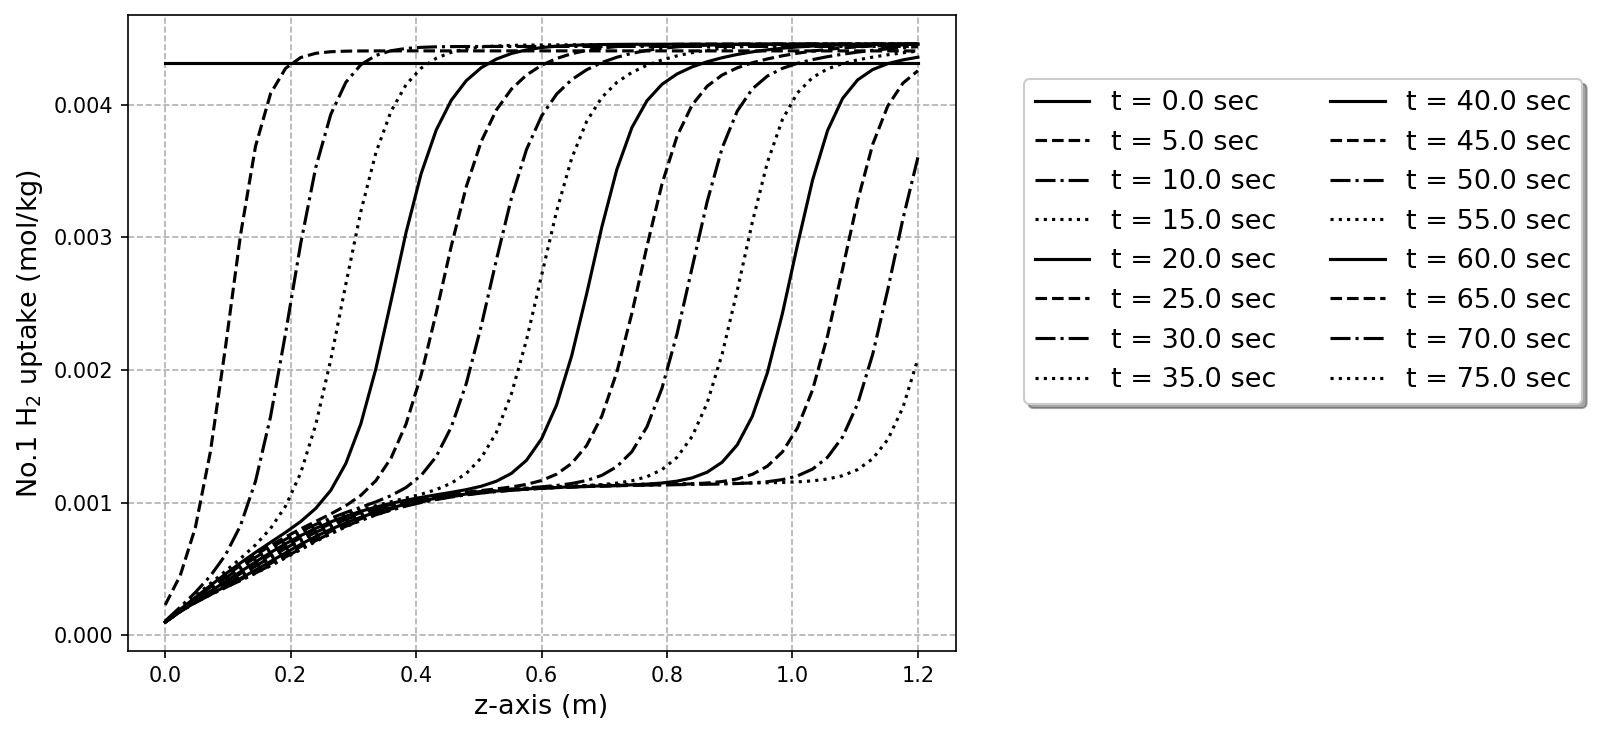 No.1 H₂ uptake (mol/kg)
0.004
0.003
0.002
0.001
0.000
0.0 0.2 0.4 0.6 0.8 1.0 1.2
z-axis (m)
t = 0.0 sec
t = 5.0 sec
t = 10.0 sec
t = 15.0 sec
t = 20.0 sec
t = 25.0 sec
t = 30.0 sec
t = 35.0 sec
t = 40.0 sec
t = 45.0 sec
t = 50.0 sec
t = 55.0 sec
t = 60.0 sec
t = 65.0 sec
t = 70.0 sec
t = 75.0 sec